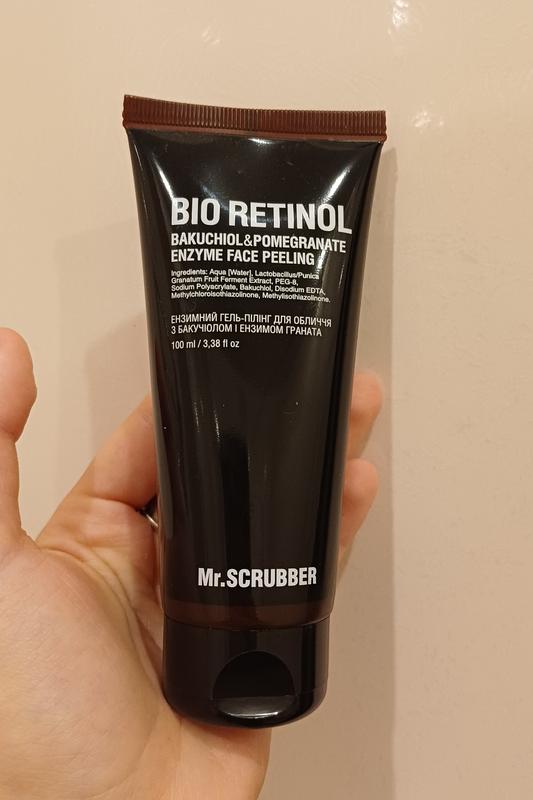 BIO RETINOL
BAKUCHIOL&POMEGRANATE
ENZYME FACE PEELING
Ingredients: Aqua [Water], Lactobacillus/Punica
Granatum Fruit Ferment Extract, PEG-8,
Sodium Polyacrylate, Bakuchiol, Disodium EDTA,
Methylchloroisothiazolinone, Methylisothiazolinone.
ЕНЗИМНИЙ ГЕЛЬ-ПІЛІНГ ДЛЯ ОБЛИЧЧЯ
З БАКУЧІОЛОМ І ЕНЗИМОМ ГРАНАТА
100 ml / 3,38 fl oz
Mr.SCRUBBER